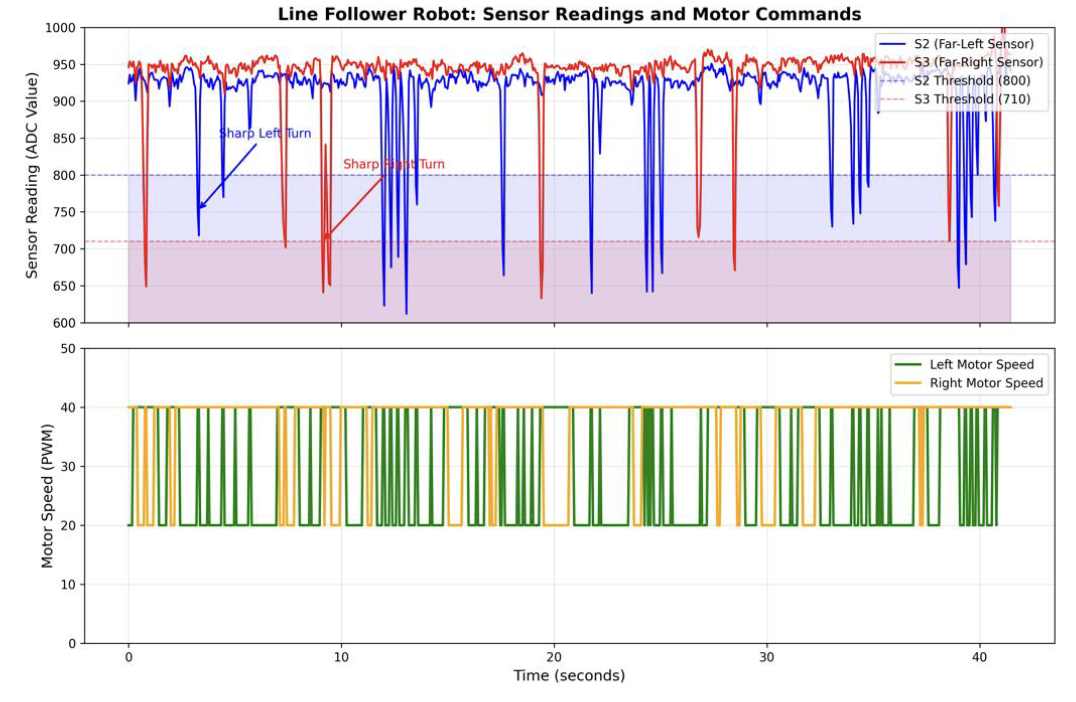 Line Follower Robot: Sensor Readings and Motor Commands
Sensor Reading (ADC Value)
1000
950
900
850
800
750
700
650
600
S2 (Far-Left Sensor)
S3 (Far-Right Sensor)
S2 Threshold (800)
S3 Threshold (710)
Sharp Left Turn
Sharp Right Turn
Motor Speed (PWM)
50
40
30
20
10
0
Left Motor Speed
Right Motor Speed
0 10 20 30 40
Time (seconds)